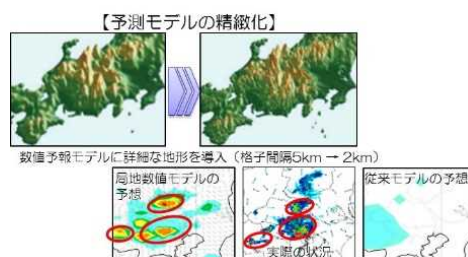 【予測モデルの精緻化】
数値予報モデルに詳細な地形を導入（格子間隔5km → 2km）
局地数値モデルの
予想
実際の状況
従来モデルの予想